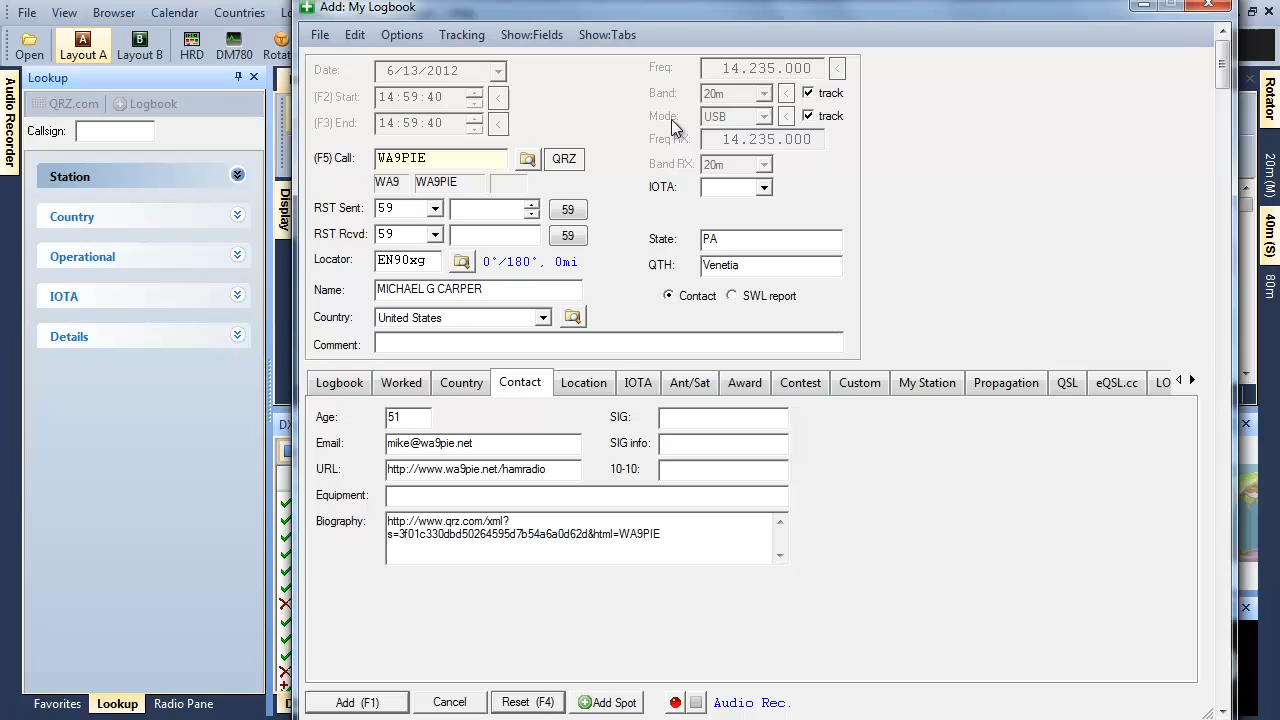 File View Browser Calendar Countries
Add: My Logbook
Open Layout A Layout B HRD DM780
File Edit Options Tracking Show:Fields Show:Tabs
Lookup
QRZ.com Logbook
Callsign:
Station
Country
Operational
IOTA
Details
Favorites Lookup Radio Pane
Audio Recorder
Display
Date: 6/13/2012
(F2) Start: 14:59:40 <
(F3) End: 14:59:40 <
(F5) Call: WA9PIE QRZ
WA9 WA9PIE
RST Sent: 59 59
RST Rcvd: 59 59
Locator: EN90xg 0°/180°, 0mi
Name: MICHAEL G CARPER
Country: United States
Comment:
Freq: 14.235.000 <
Band: 20m < track
Mode: USB < track
Freq RX: 14.235.000
Band RX: 20m
IOTA:
State: PA
QTH: Venetia
Contact SWL report
Logbook Worked Country Contact Location IOTA Ant/Sat Award Contest Custom My Station Propagation QSL eQSL.cc
Age: 51
Email: mike@wa9pie.net
URL: http://www.wa9pie.net/hamradio
Equipment:
Biography: http://www.qrz.com/xml?
s=3f01c330dbd50264595d7b54a6a0d62d&html=WA9PIE
SIG:
SIG info:
10-10:
Add (F1) Cancel Reset (F4) Add Spot Audio Rec.
Rotator
20m (M)
40m (S)
80m